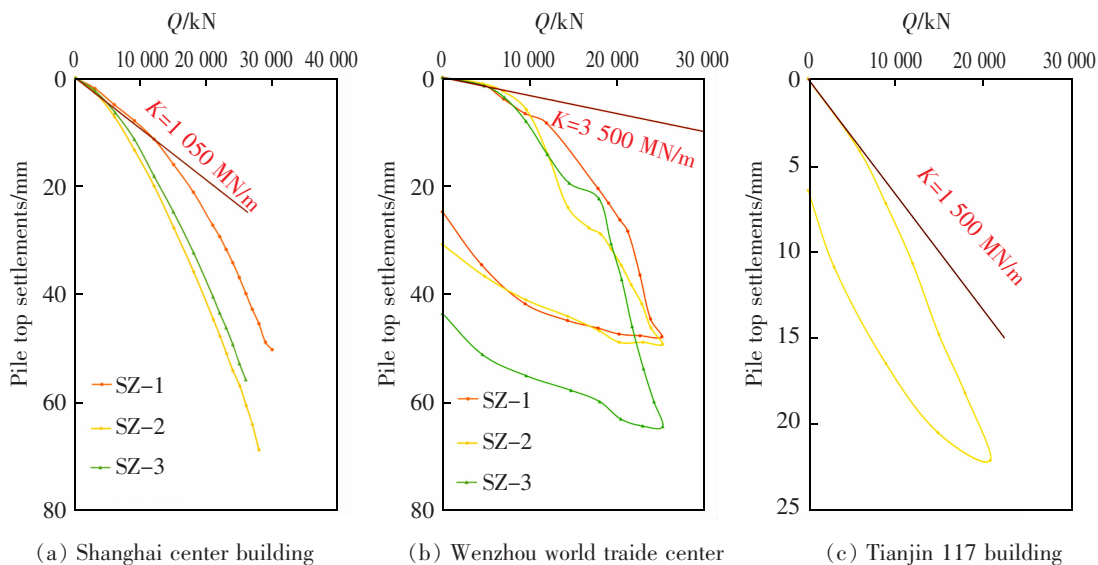 Q/kN
10 000 20 000 30 000 40 000
0
20
40
60
80
Pile top settlements/mm
K=1 050 MN/m
SZ-1
SZ-2
SZ-3
(a) Shanghai center building
Q/kN
0 10 000 20 000 30 000
0
20
40
60
80
Pile top settlements/mm
K=3 500 MN/m
SZ-1
SZ-2
SZ-3
(b) Wenzhou world traide center
Q/kN
0 10 000 20 000 30 000
0
5
10
15
20
25
Pile top settlements/mm
K=1 500 MN/m
(c) Tianjin 117 building